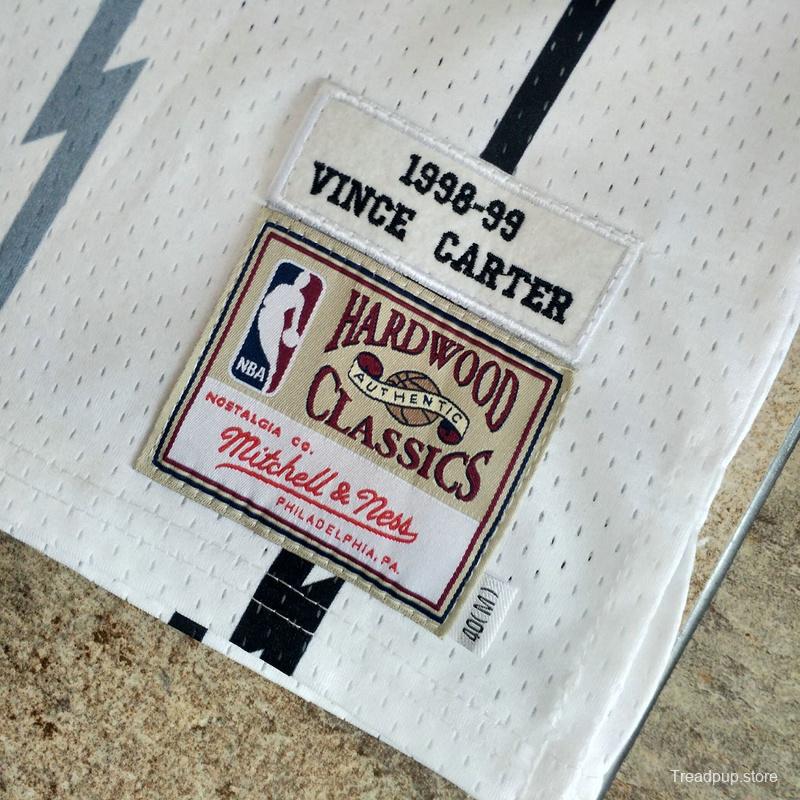 1998-99
VINCE CARTER
NBA
HARDWOOD
AUTHENTIC
CLASSICS
NOSTALGIA CO.
Mitchell & Ness
PHILADELPHIA, PA.
40(M)
Treadpup.store